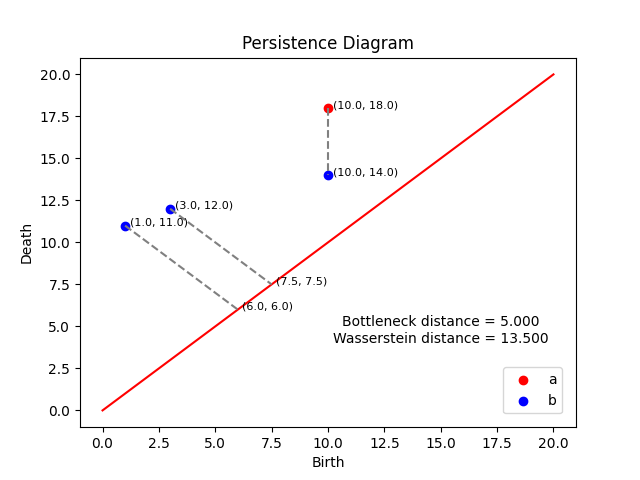 Persistence Diagram
20.0
17.5
15.0
12.5
10.0
7.5
5.0
2.5
0.0
Death
(10.0, 18.0)
(10.0, 14.0)
(3.0, 12.0)
(1.0, 11.0)
(7.5, 7.5)
(6.0, 6.0)
Bottleneck distance = 5.000
Wasserstein distance = 13.500
a
b
0.0 2.5 5.0 7.5 10.0 12.5 15.0 17.5 20.0
Birth